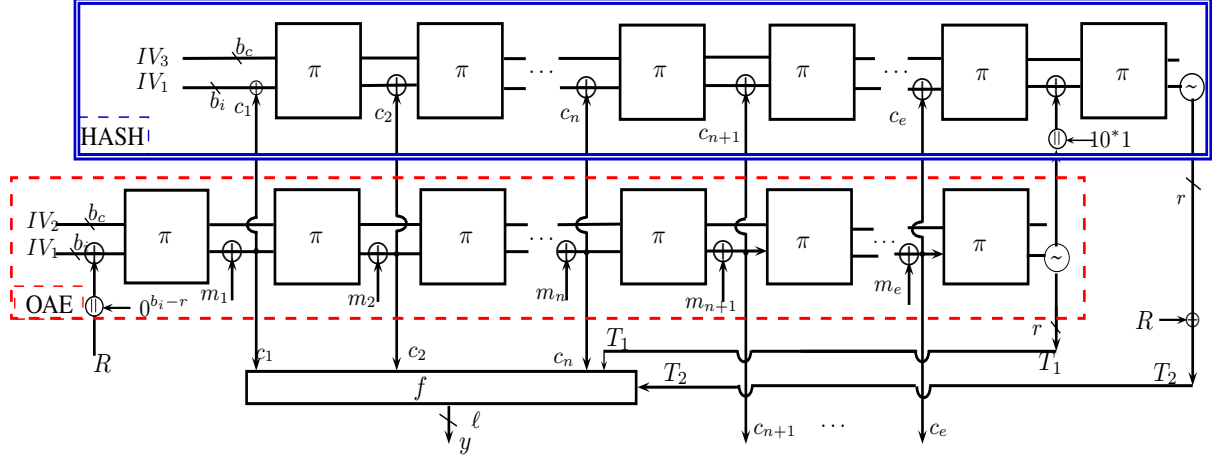 IV₃ b_c π π ··· π π ··· π π
IV₁ b_i c₁ c₂ c_n c_{n+1} c_e ~
HASH || 10*1
IV₂ b_c π π π ··· π π ··· π r
IV₁ b_i ~
m₁ m₂ m_n m_{n+1} m_e
OAE || 0^{b_i−r} r R
R c₁ c₂ c_n T₁ T₁
f T₂ T₂
ℓ
y c_{n+1} ··· c_e